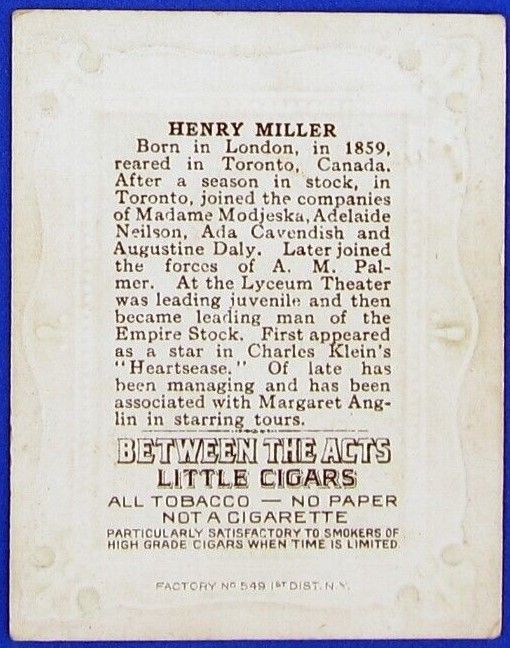 HENRY MILLER
Born in London, in 1859,
reared in Toronto, Canada.
After a season in stock, in
Toronto, joined the companies
of Madame Modjeska, Adelaide
Neilson, Ada Cavendish and
Augustine Daly. Later joined
the forces of A. M. Pal-
mer. At the Lyceum Theater
was leading juvenile and then
became leading man of the
Empire Stock. First appeared
as a star in Charles Klein's
"Heartsease." Of late has
been managing and has been
associated with Margaret Ang-
lin in starring tours.
BETWEEN THE ACTS
LITTLE CIGARS
ALL TOBACCO — NO PAPER
NOT A CIGARETTE
PARTICULARLY SATISFACTORY TO SMOKERS OF
HIGH GRADE CIGARS WHEN TIME IS LIMITED.
FACTORY NO 549 1ST DIST. N.Y.